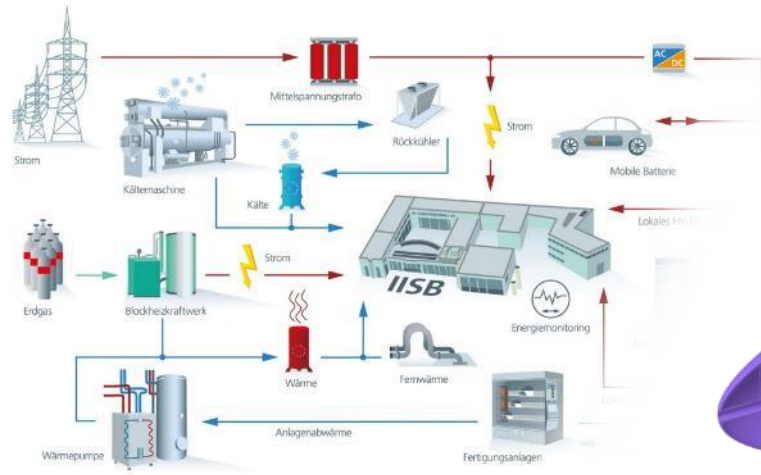 AC
DC
Mittelspannungstrafo
Strom
Rückkühler
Strom
Mobile Batterie
Kältemaschine
Kälte
Lokales
IISB
Strom
Erdgas
Blockheizkraftwerk
Energiemonitoring
Wärme
Fernwärme
Anlagenabwärme
Wärmepumpe
Fertigungsanlagen